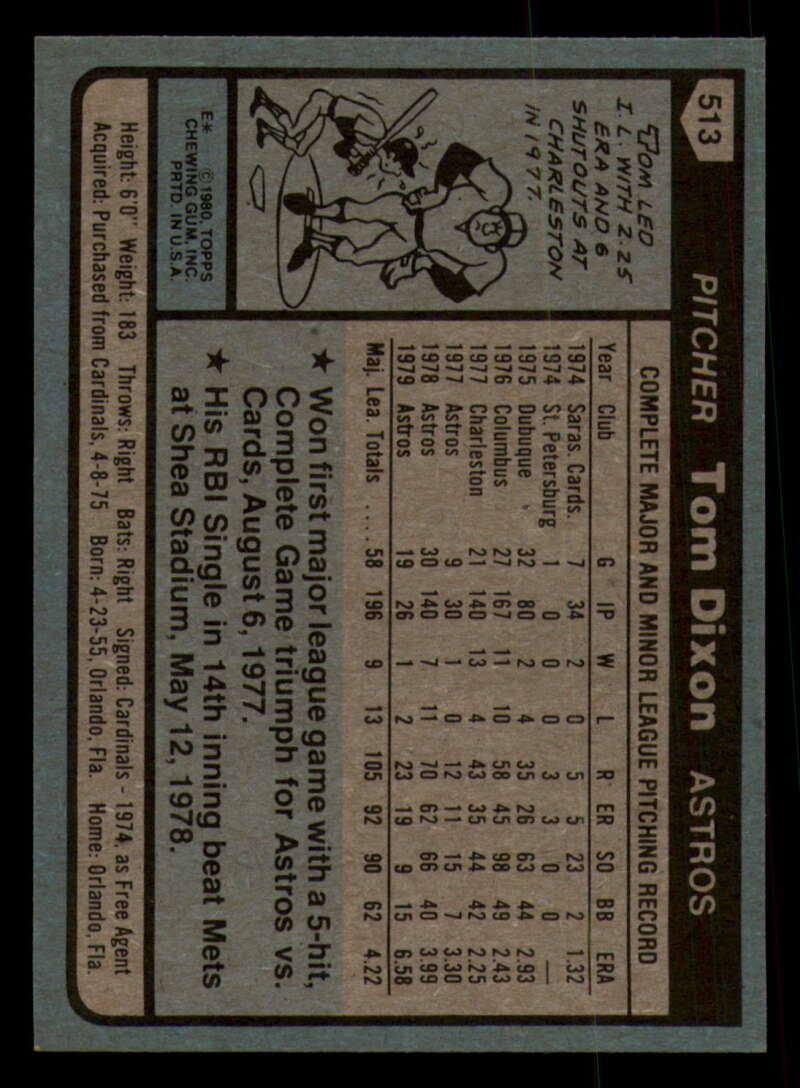 513
PITCHER Tom Dixon ASTROS
TOM LED
I.L. WITH 2.25
ERA AND 6
SHUTOUTS AT
CHARLESTON
IN 1977.
E* © 1980, TOPPS
CHEWING GUM, INC.
PRTD. IN U.S.A.
COMPLETE MAJOR AND MINOR LEAGUE PITCHING RECORD
Year Club G IP W L R ER SO BB ERA
1974 Saras. Cards. 7 34 2 0 5 5 23 2 1.32
1974 St. Petersburg 1 0 0 0 3 3 0 0 —
1975 Dubuque 32 80 2 4 35 26 63 44 2.93
1976 Columbus 27 167 11 10 58 45 98 49 2.43
1977 Charleston 21 140 13 4 43 35 44 42 2.25
1977 Astros 9 30 1 0 12 11 15 7 3.30
1978 Astros 30 140 7 11 70 62 66 40 3.99
1979 Astros 19 26 1 2 23 19 9 15 6.58
Maj. Lea. Totals .... 58 196 9 13 105 92 90 62 4.22
★ Won first major league game with a 5-hit,
Complete Game triumph for Astros vs.
Cards, August 6, 1977.
★ His RBI Single in 14th inning beat Mets
at Shea Stadium, May 12, 1978.
Height: 6'0" Weight: 183 Throws: Right Bats: Right Signed: Cardinals - 1974, as Free Agent
Acquired: Purchased from Cardinals, 4-8-75 Born: 4-23-55, Orlando, Fla. Home: Orlando, Fla.